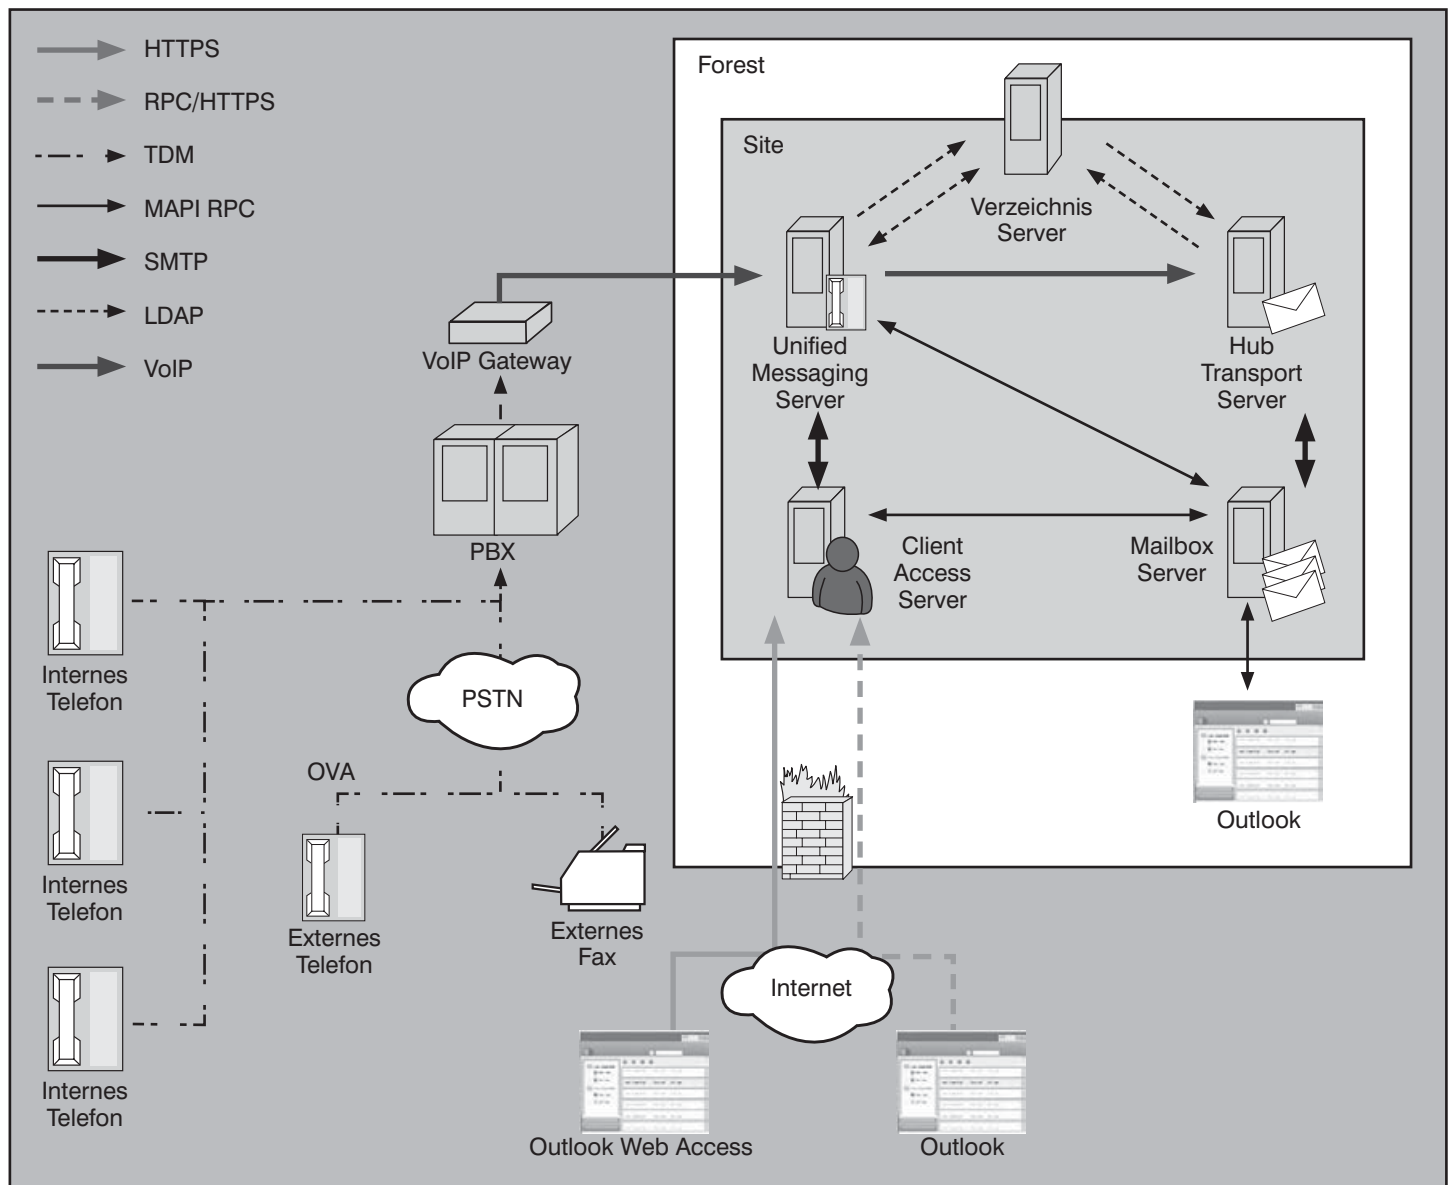 HTTPS
RPC/HTTPS
TDM
MAPI RPC
SMTP
LDAP
VoIP
Forest
Site
Verzeichnis
Server
VoIP Gateway
Unified
Messaging
Server
Hub
Transport
Server
PBX
Client
Access
Server
Mailbox
Server
Internes
Telefon
PSTN
OVA
Outlook
Internes
Telefon
Externes
Telefon
Externes
Fax
Internet
Internes
Telefon
Outlook Web Access
Outlook